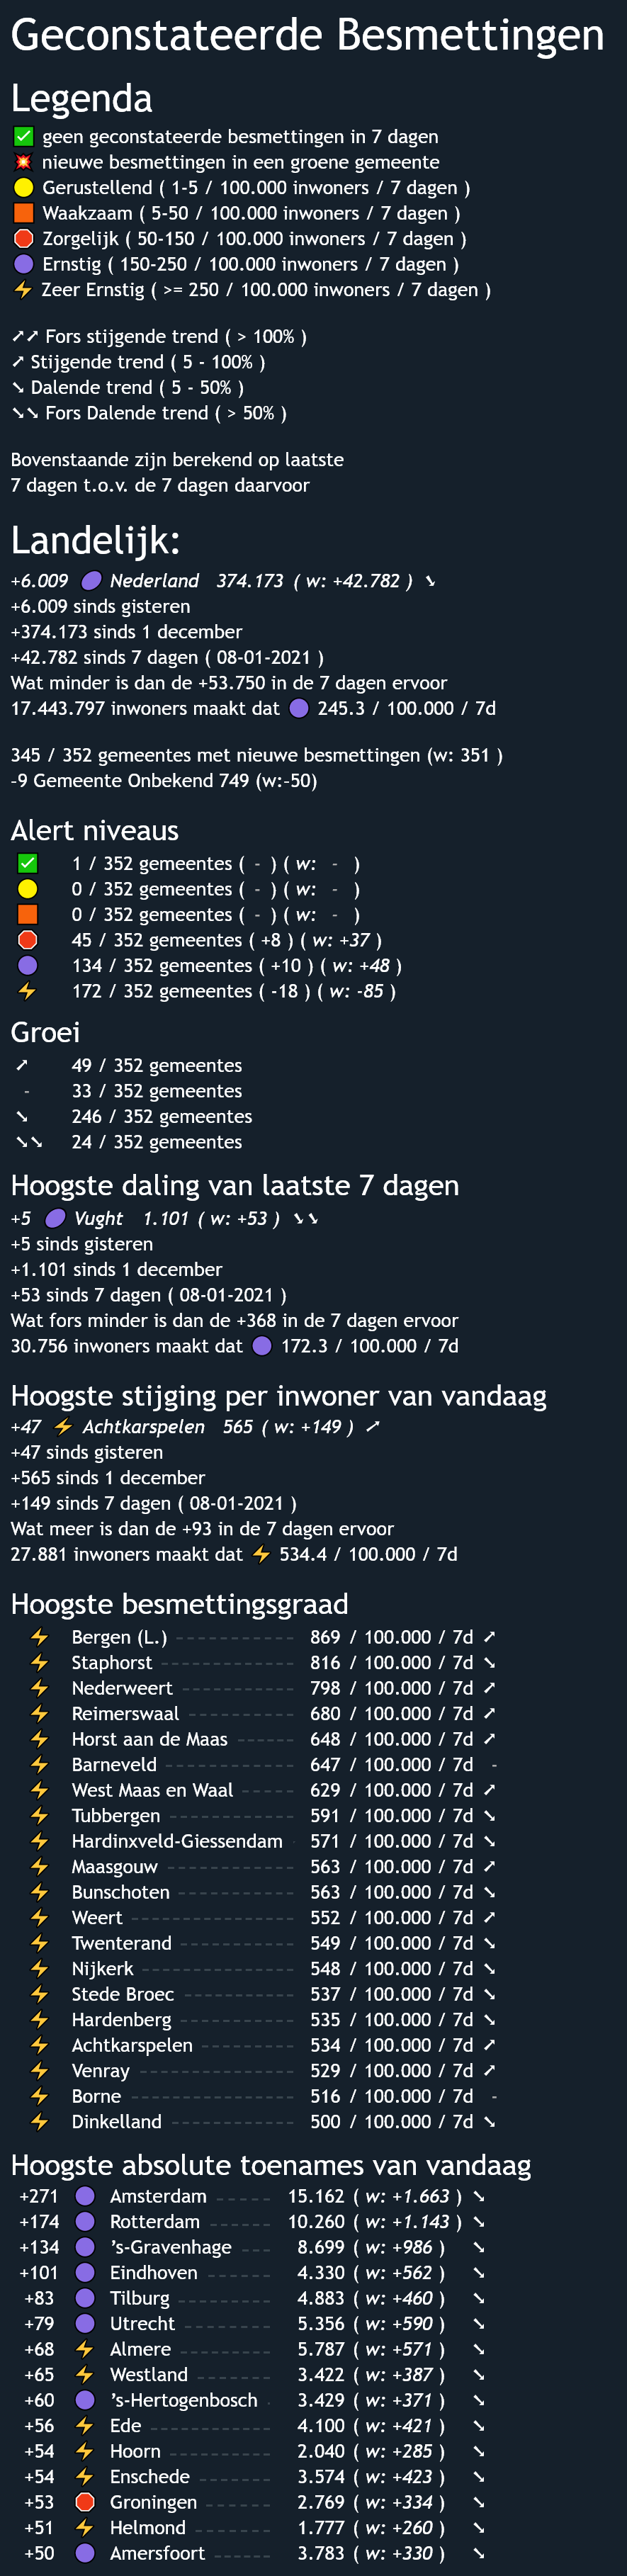 Geconstateerde Besmettingen
Legenda
✅ geen geconstateerde besmettingen in 7 dagen
💥 nieuwe besmettingen in een groene gemeente
🟡 Gerustellend ( 1-5 / 100.000 inwoners / 7 dagen )
🟧 Waakzaam ( 5-50 / 100.000 inwoners / 7 dagen )
🛑 Zorgelijk ( 50-150 / 100.000 inwoners / 7 dagen )
🟣 Ernstig ( 150-250 / 100.000 inwoners / 7 dagen )
⚡ Zeer Ernstig ( >= 250 / 100.000 inwoners / 7 dagen )
➚➚ Fors stijgende trend ( > 100% )
➚ Stijgende trend ( 5 - 100% )
➘ Dalende trend ( 5 - 50% )
➘➘ Fors Dalende trend ( > 50% )
Bovenstaande zijn berekend op laatste
7 dagen t.o.v. de 7 dagen daarvoor
Landelijk:
+6.009 🟣 Nederland 374.173 ( w: +42.782 ) ➘
+6.009 sinds gisteren
+374.173 sinds 1 december
+42.782 sinds 7 dagen ( 08-01-2021 )
Wat minder is dan de +53.750 in de 7 dagen ervoor
17.443.797 inwoners maakt dat 🟣 245.3 / 100.000 / 7d
345 / 352 gemeentes met nieuwe besmettingen (w: 351 )
-9 Gemeente Onbekend 749 (w:-50)
Alert niveaus
✅ 1 / 352 gemeentes ( - ) ( w: - )
🟡 0 / 352 gemeentes ( - ) ( w: - )
🟧 0 / 352 gemeentes ( - ) ( w: - )
🛑 45 / 352 gemeentes ( +8 ) ( w: +37 )
🟣 134 / 352 gemeentes ( +10 ) ( w: +48 )
⚡ 172 / 352 gemeentes ( -18 ) ( w: -85 )
Groei
➚ 49 / 352 gemeentes
- 33 / 352 gemeentes
➘ 246 / 352 gemeentes
➘➘ 24 / 352 gemeentes
Hoogste daling van laatste 7 dagen
+5 🟣 Vught 1.101 ( w: +53 ) ➘➘
+5 sinds gisteren
+1.101 sinds 1 december
+53 sinds 7 dagen ( 08-01-2021 )
Wat fors minder is dan de +368 in de 7 dagen ervoor
30.756 inwoners maakt dat 🟣 172.3 / 100.000 / 7d
Hoogste stijging per inwoner van vandaag
+47 ⚡ Achtkarspelen 565 ( w: +149 ) ➚
+47 sinds gisteren
+565 sinds 1 december
+149 sinds 7 dagen ( 08-01-2021 )
Wat meer is dan de +93 in de 7 dagen ervoor
27.881 inwoners maakt dat ⚡ 534.4 / 100.000 / 7d
Hoogste besmettingsgraad
⚡ Bergen (L.) 869 / 100.000 / 7d ➚
⚡ Staphorst 816 / 100.000 / 7d ➘
⚡ Nederweert 798 / 100.000 / 7d ➚
⚡ Reimerswaal 680 / 100.000 / 7d ➚
⚡ Horst aan de Maas 648 / 100.000 / 7d ➚
⚡ Barneveld 647 / 100.000 / 7d -
⚡ West Maas en Waal 629 / 100.000 / 7d ➚
⚡ Tubbergen 591 / 100.000 / 7d ➘
⚡ Hardinxveld-Giessendam 571 / 100.000 / 7d ➘
⚡ Maasgouw 563 / 100.000 / 7d ➚
⚡ Bunschoten 563 / 100.000 / 7d ➘
⚡ Weert 552 / 100.000 / 7d ➚
⚡ Twenterand 549 / 100.000 / 7d ➘
⚡ Nijkerk 548 / 100.000 / 7d ➘
⚡ Stede Broec 537 / 100.000 / 7d ➘
⚡ Hardenberg 535 / 100.000 / 7d ➘
⚡ Achtkarspelen 534 / 100.000 / 7d ➚
⚡ Venray 529 / 100.000 / 7d ➚
⚡ Borne 516 / 100.000 / 7d -
⚡ Dinkelland 500 / 100.000 / 7d ➘
Hoogste absolute toenames van vandaag
+271 🟣 Amsterdam 15.162 ( w: +1.663 ) ➘
+174 🟣 Rotterdam 10.260 ( w: +1.143 ) ➘
+134 🟣 's-Gravenhage 8.699 ( w: +986 ) ➘
+101 🟣 Eindhoven 4.330 ( w: +562 ) ➘
+83 🟣 Tilburg 4.883 ( w: +460 ) ➘
+79 🟣 Utrecht 5.356 ( w: +590 ) ➘
+68 ⚡ Almere 5.787 ( w: +571 ) ➘
+65 ⚡ Westland 3.422 ( w: +387 ) ➘
+60 🟣 's-Hertogenbosch 3.429 ( w: +371 ) ➘
+56 ⚡ Ede 4.100 ( w: +421 ) ➘
+54 ⚡ Hoorn 2.040 ( w: +285 ) ➘
+54 ⚡ Enschede 3.574 ( w: +423 ) ➘
+53 🛑 Groningen 2.769 ( w: +334 ) ➘
+51 ⚡ Helmond 1.777 ( w: +260 ) ➘
+50 🟣 Amersfoort 3.783 ( w: +330 ) ➘